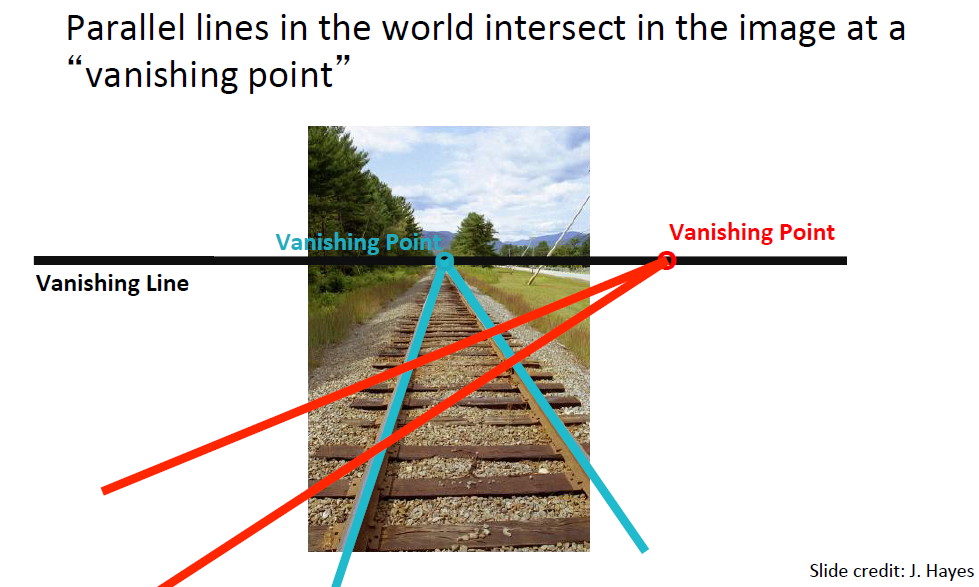 Parallel lines in the world intersect in the image at a
“vanishing point”
Vanishing Point
Vanishing Point
Vanishing Line
Slide credit: J. Hayes